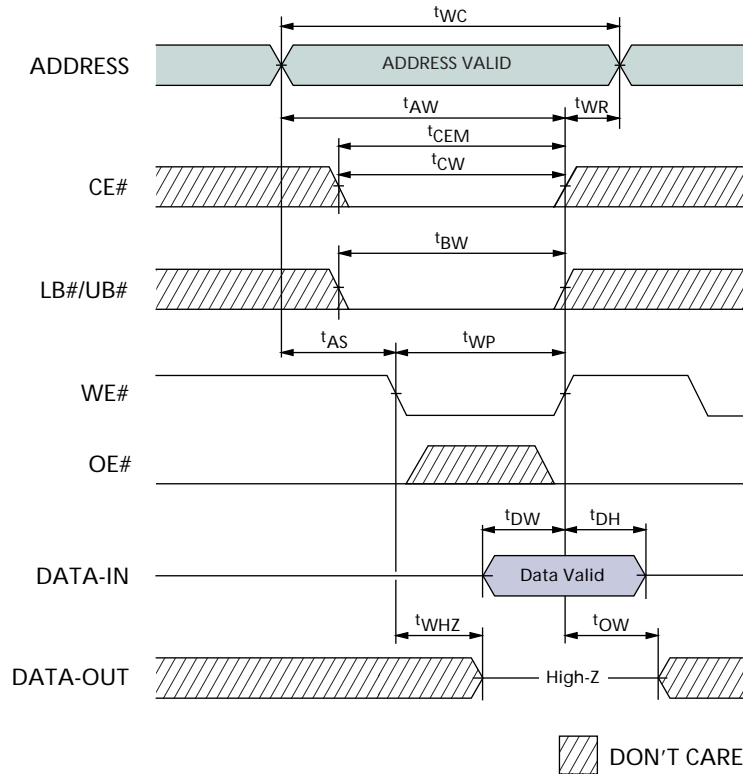 tWC
ADDRESS
ADDRESS VALID
tAW
tWR
tCEM
tCW
CE#
tBW
LB#/UB#
tAS
tWP
WE#
OE#
tDW
tDH
DATA-IN
Data Valid
tWHZ
tOW
DATA-OUT
High-Z
DON'T CARE